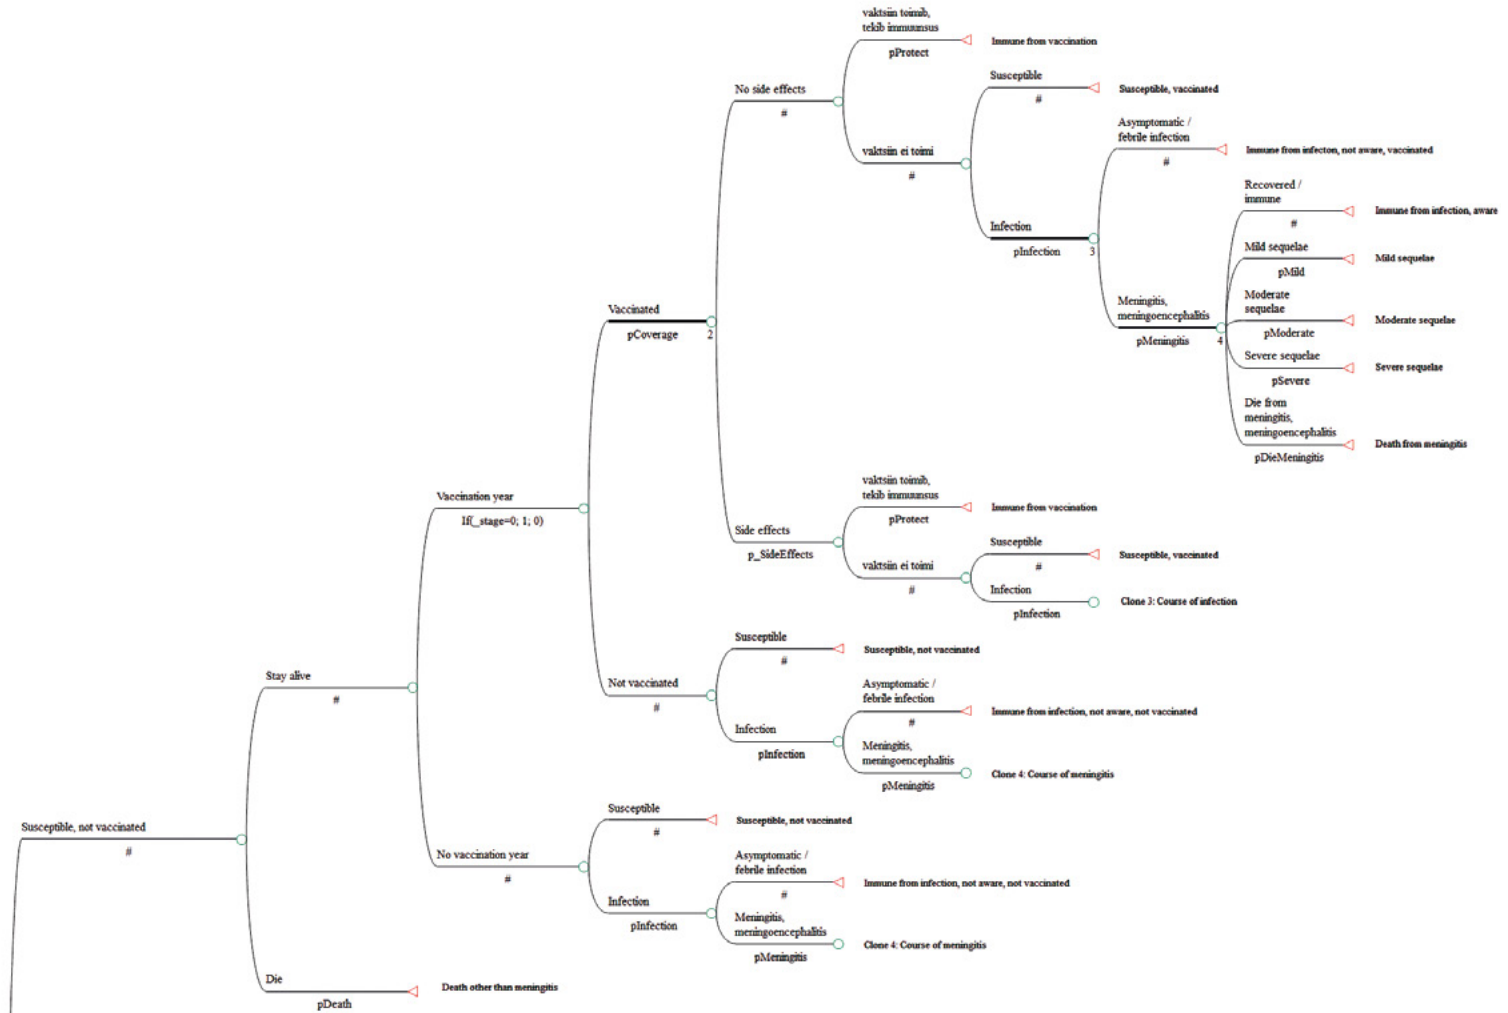 vaktsiin toimib,
tekib immuunsus
pProtect
Immune from vaccination
No side effects
#
Susceptible
#
Susceptible, vaccinated
vaktsiin ei toimi
#
Asymptomatic /
febrile infection
#
Immune from infecton, not aware, vaccinated
Infection
pInfection
3
Recovered /
immune
#
Immune from infection, aware
Mild sequelae
pMild
Mild sequelae
Meningitis,
meningoencephalitis
pMeningitis
4
Moderate
sequelae
pModerate
Moderate sequelae
Severe sequelae
pSevere
Severe sequelae
Die from
meningitis,
meningoencephalitis
pDieMeningitis
Death from meningitis
Vaccinated
pCoverage
2
Vaccination year
If(_stage=0; 1; 0)
Side effects
p_SideEffects
vaktsiin toimib,
tekib immuunsus
pProtect
Immune from vaccination
vaktsiin ei toimi
#
Susceptible
#
Susceptible, vaccinated
Infection
pInfection
Clone 3: Course of infection
Stay alive
#
Not vaccinated
#
Susceptible
#
Susceptible, not vaccinated
Infection
pInfection
Asymptomatic /
febrile infection
#
Immune from infection, not aware, not vaccinated
Meningitis,
meningoencephalitis
pMeningitis
Clone 4: Course of meningitis
Susceptible, not vaccinated
#
No vaccination year
#
Susceptible
#
Susceptible, not vaccinated
Infection
pInfection
Asymptomatic /
febrile infection
#
Immune from infection, not aware, not vaccinated
Meningitis,
meningoencephalitis
pMeningitis
Clone 4: Course of meningitis
Die
pDeath
Death other than meningitis